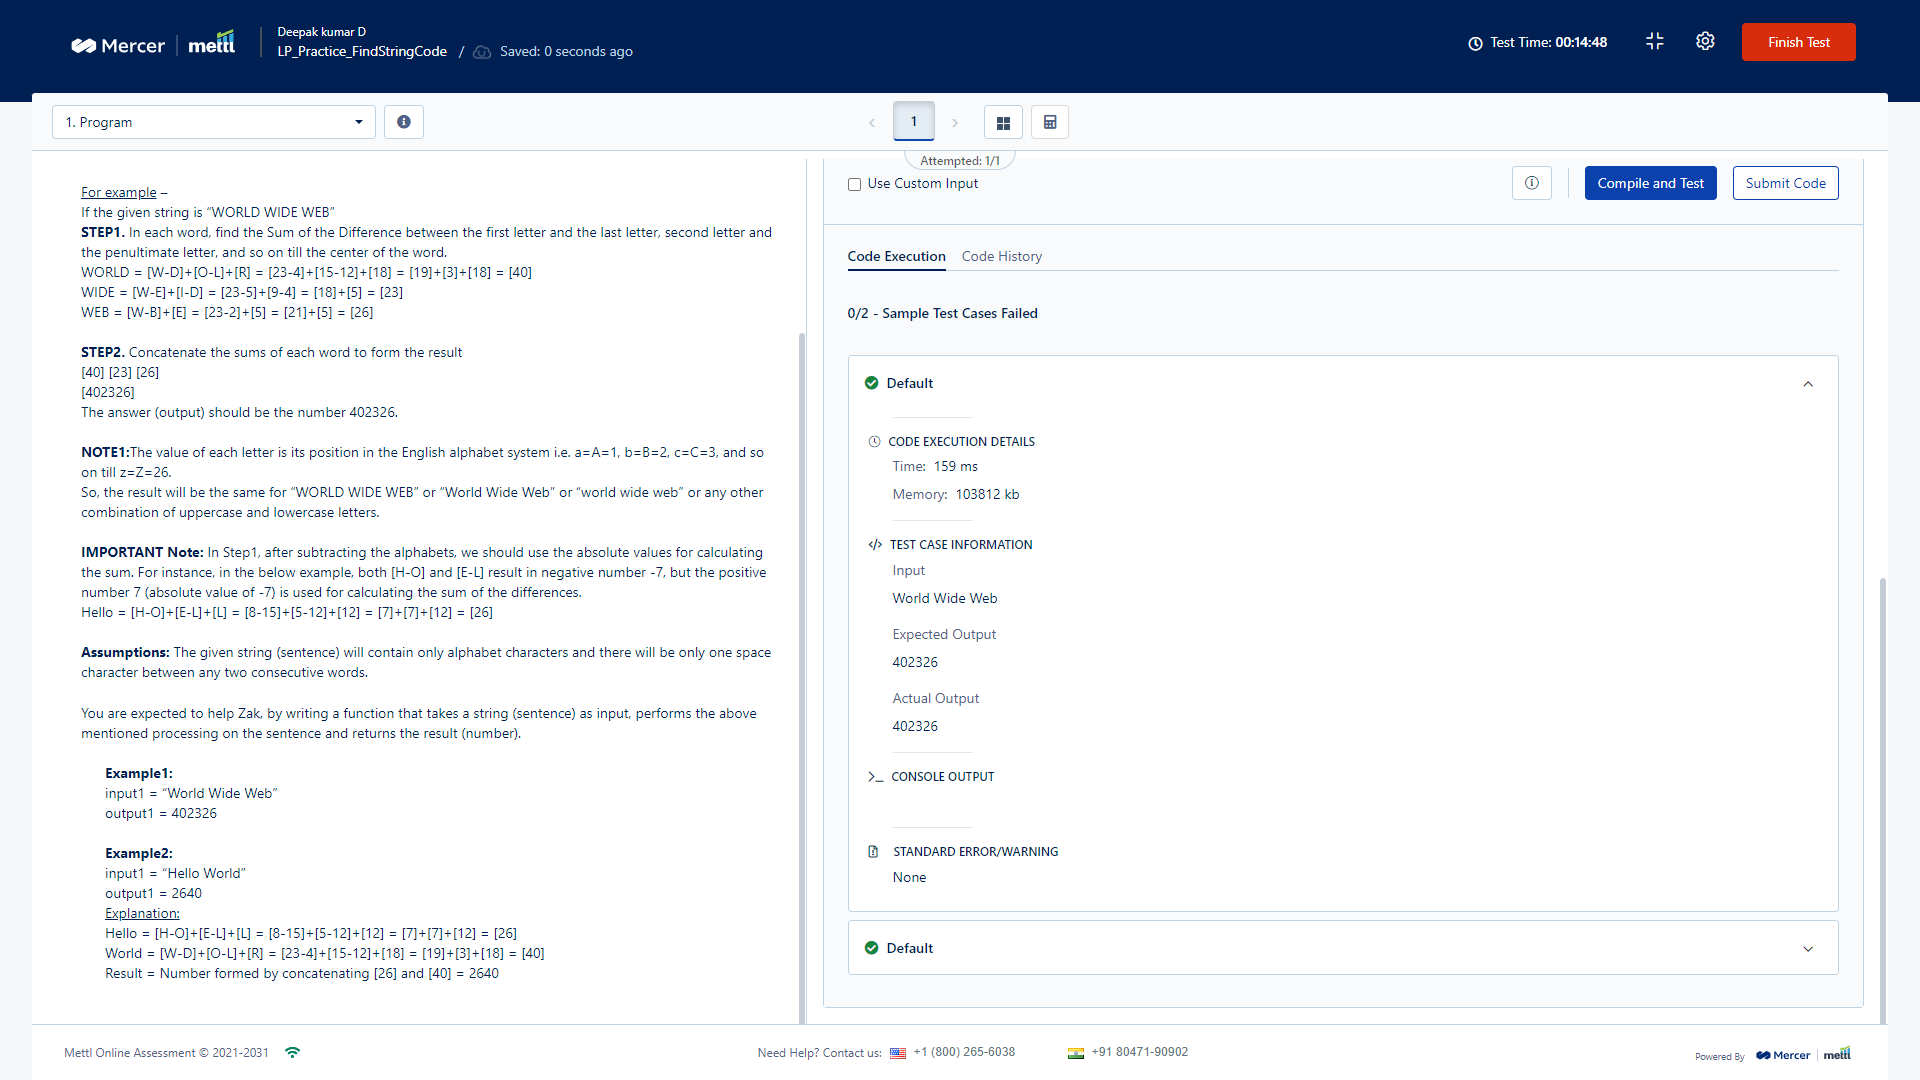 Mercer
mettl
Deepak kumar D
LP_Practice_FindStringCode / Saved: 0 seconds ago
Test Time: 00:14:48
Finish Test
1. Program
1
Attempted: 1/1
For example –
If the given string is “WORLD WIDE WEB”
STEP1. In each word, find the Sum of the Difference between the first letter and the last letter, second letter and
the penultimate letter, and so on till the center of the word.
WORLD = [W-D]+[O-L]+[R] = [23-4]+[15-12]+[18] = [19]+[3]+[18] = [40]
WIDE = [W-E]+[I-D] = [23-5]+[9-4] = [18]+[5] = [23]
WEB = [W-B]+[E] = [23-2]+[5] = [21]+[5] = [26]
STEP2. Concatenate the sums of each word to form the result
[40] [23] [26]
[402326]
The answer (output) should be the number 402326.
NOTE1:The value of each letter is its position in the English alphabet system i.e. a=A=1, b=B=2, c=C=3, and so
on till z=Z=26.
So, the result will be the same for “WORLD WIDE WEB” or “World Wide Web” or “world wide web” or any other
combination of uppercase and lowercase letters.
IMPORTANT Note: In Step1, after subtracting the alphabets, we should use the absolute values for calculating
the sum. For instance, in the below example, both [H-O] and [E-L] result in negative number -7, but the positive
number 7 (absolute value of -7) is used for calculating the sum of the differences.
Hello = [H-O]+[E-L]+[L] = [8-15]+[5-12]+[12] = [7]+[7]+[12] = [26]
Assumptions: The given string (sentence) will contain only alphabet characters and there will be only one space
character between any two consecutive words.
You are expected to help Zak, by writing a function that takes a string (sentence) as input, performs the above
mentioned processing on the sentence and returns the result (number).
Example1:
input1 = “World Wide Web”
output1 = 402326
Example2:
input1 = “Hello World”
output1 = 2640
Explanation:
Hello = [H-O]+[E-L]+[L] = [8-15]+[5-12]+[12] = [7]+[7]+[12] = [26]
World = [W-D]+[O-L]+[R] = [23-4]+[15-12]+[18] = [19]+[3]+[18] = [40]
Result = Number formed by concatenating [26] and [40] = 2640
Use Custom Input
Compile and Test
Submit Code
Code Execution
Code History
0/2 - Sample Test Cases Failed
Default
CODE EXECUTION DETAILS
Time: 159 ms
Memory: 103812 kb
TEST CASE INFORMATION
Input
World Wide Web
Expected Output
402326
Actual Output
402326
CONSOLE OUTPUT
STANDARD ERROR/WARNING
None
Default
Mettl Online Assessment © 2021-2031
Need Help? Contact us: +1 (800) 265-6038
+91 80471-90902
Powered By Mercer mettl